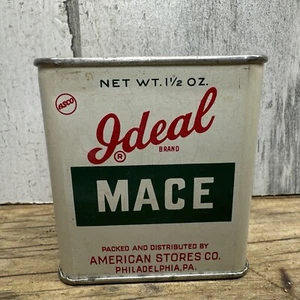 NET WT. 1½ OZ.
asco
Ideal
®
BRAND
MACE
PACKED AND DISTRIBUTED BY
AMERICAN STORES CO.
PHILADELPHIA, PA.